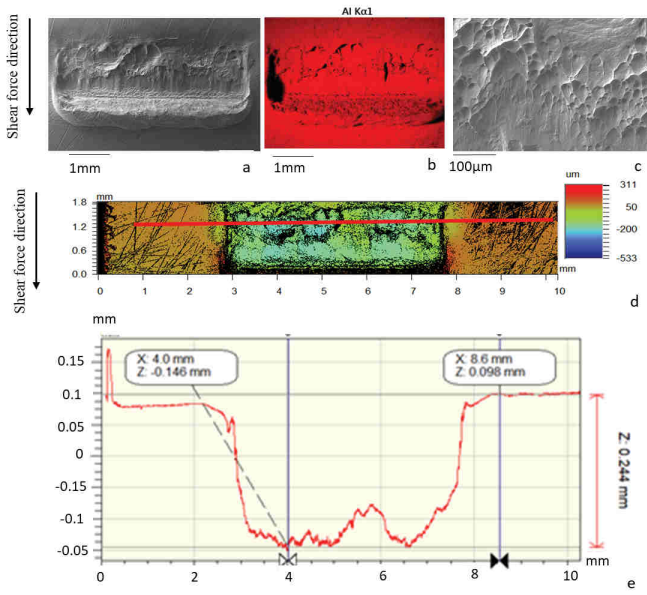 Al Kα1
Shear force direction
1mm
a
1mm
b
100µm
c
Shear force direction
mm
1.8
1.2
0.6
0.0
0 1 2 3 4 5 6 7 8 9 10
mm
um
311
50
-200
-533
d
mm
X: 4.0 mm
Z: -0.146 mm
X: 8.6 mm
Z: 0.098 mm
0.15
0.1
0.05
0
-0.15
-0.1
-0.05
Z: 0.244 mm
0 2 4 6 8 10
mm
e